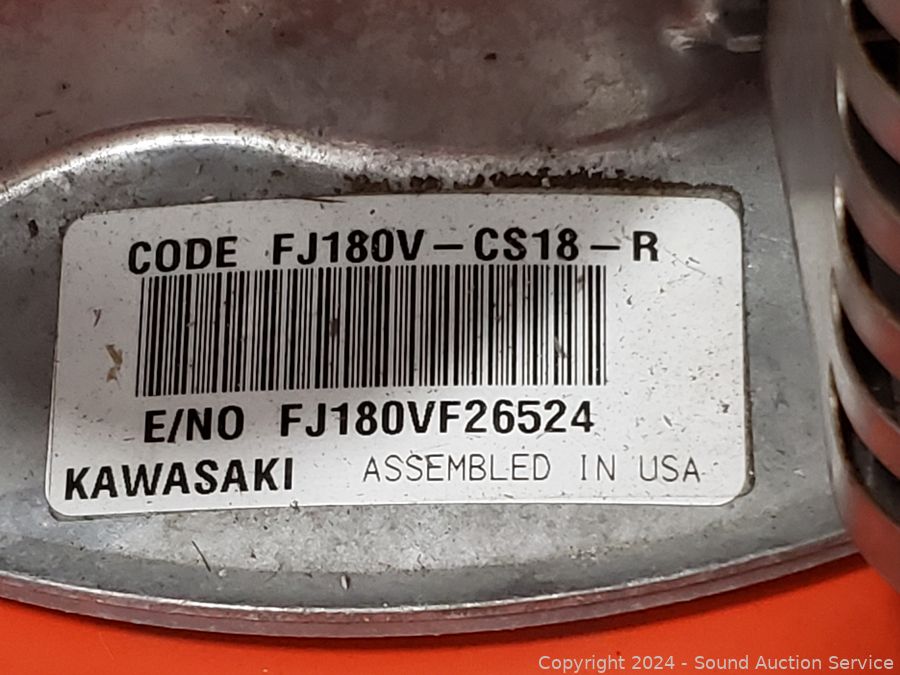 CODE FJ180V-CS18-R
E/NO FJ180VF26524
KAWASAKI ASSEMBLED IN USA
Copyright 2024 - Sound Auction Service